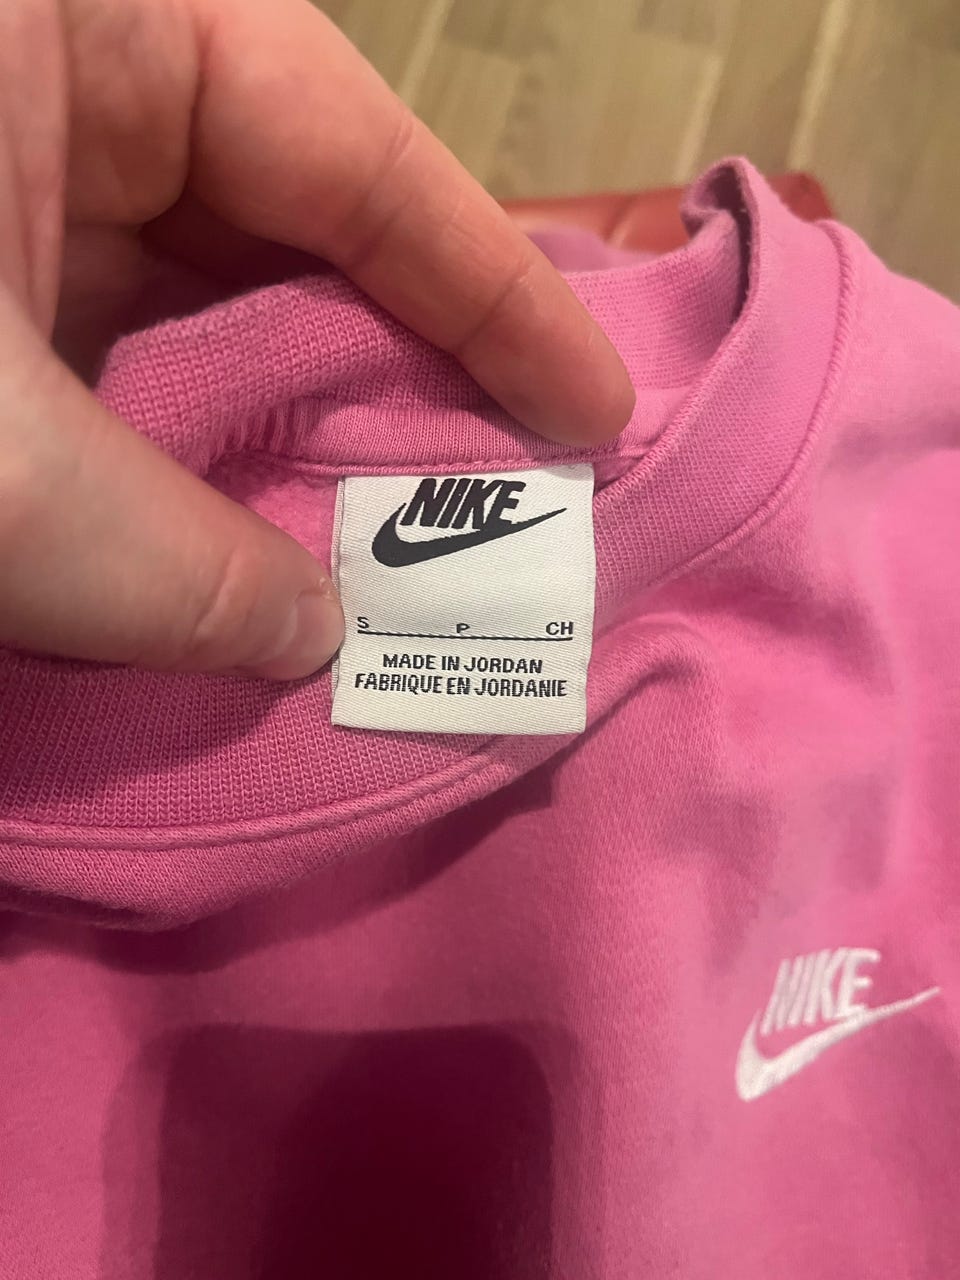 NIKE
S P CH
MADE IN JORDAN
FABRIQUE EN JORDANIE
NIKE